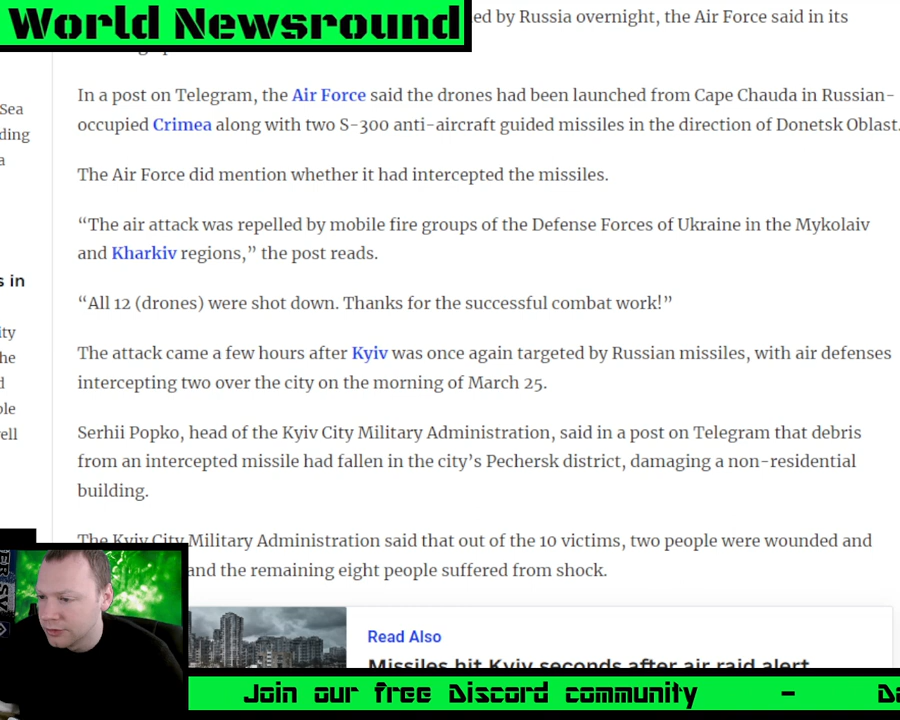 World Newsround
ed by Russia overnight, the Air Force said in its
In a post on Telegram, the Air Force said the drones had been launched from Cape Chauda in Russian-
occupied Crimea along with two S-300 anti-aircraft guided missiles in the direction of Donetsk Oblast.
The Air Force did mention whether it had intercepted the missiles.
“The air attack was repelled by mobile fire groups of the Defense Forces of Ukraine in the Mykolaiv
and Kharkiv regions,” the post reads.
“All 12 (drones) were shot down. Thanks for the successful combat work!”
The attack came a few hours after Kyiv was once again targeted by Russian missiles, with air defenses
intercepting two over the city on the morning of March 25.
Serhii Popko, head of the Kyiv City Military Administration, said in a post on Telegram that debris
from an intercepted missile had fallen in the city’s Pechersk district, damaging a non-residential
building.
The Kyiv City Military Administration said that out of the 10 victims, two people were wounded and
and the remaining eight people suffered from shock.
Read Also
Missiles hit Kyiv seconds after air raid alert
Sea
ding
a
s in
ity
he
d
ole
ell
Join our free Discord community - Da